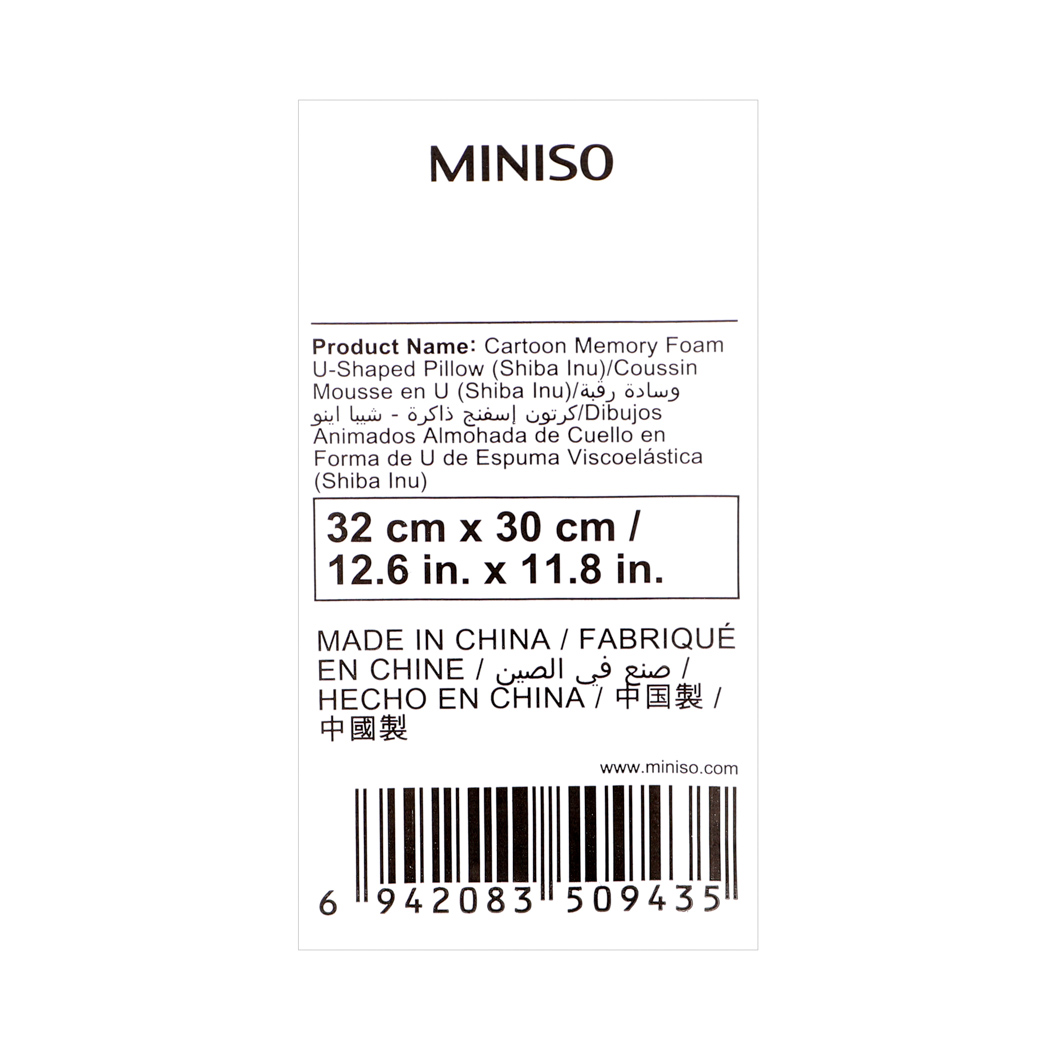 MINISO
Product Name: Cartoon Memory Foam
U-Shaped Pillow (Shiba Inu)/Coussin
Mousse en U (Shiba Inu)/وسادة رقبة
كرتون إسفنج ذاكرة - شيبا اينو/Dibujos
Animados Almohada de Cuello en
Forma de U de Espuma Viscoelástica
(Shiba Inu)
32 cm x 30 cm /
12.6 in. x 11.8 in.
MADE IN CHINA / FABRIQUÉ
EN CHINE / صنع في الصين /
HECHO EN CHINA / 中国製 /
中國製
www.miniso.com
6 942083 509435